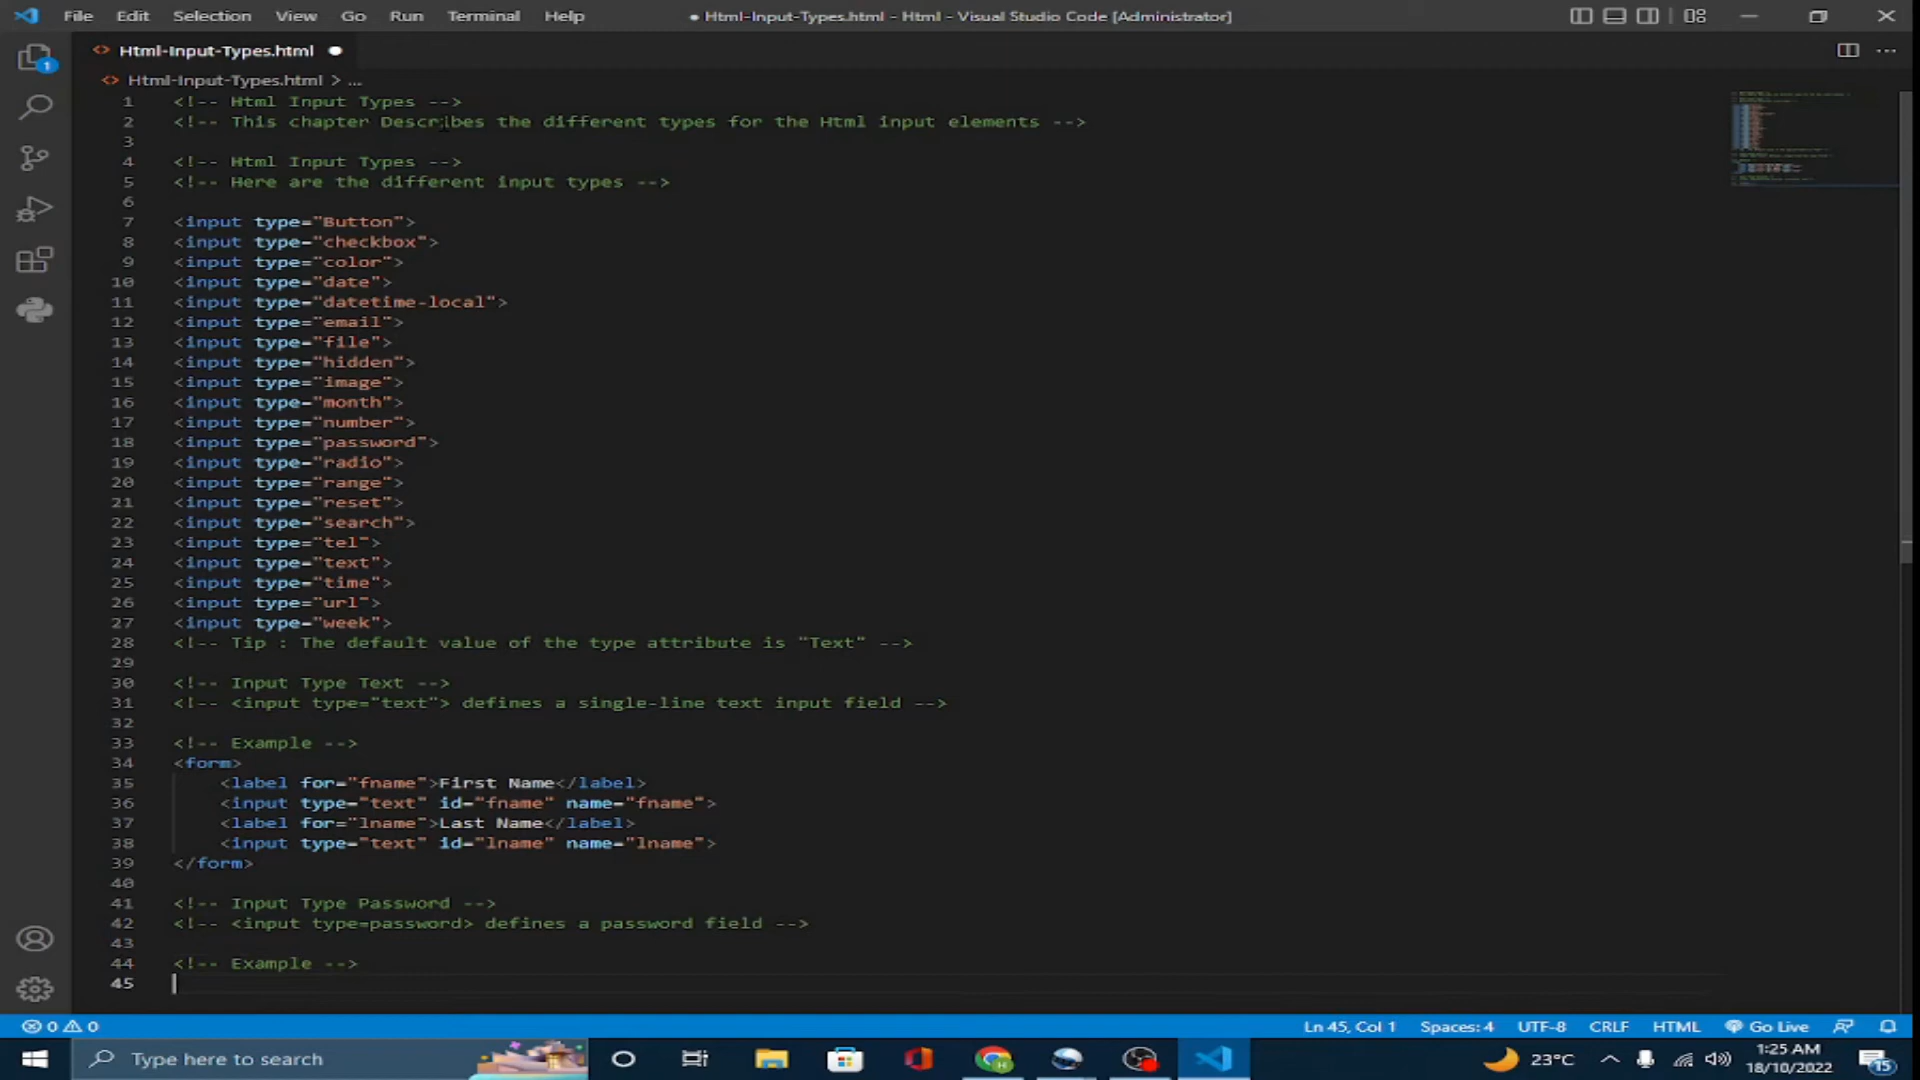 File Edit Selection View Go Run Terminal Help ● Html-Input-Types.html - Html - Visual Studio Code [Administrator]
Html-Input-Types.html
Html-Input-Types.html > ...
1 <!-- Html Input Types -->
2 <!-- This chapter Describes the different types for the Html input elements -->
3
4 <!-- Html Input Types -->
5 <!-- Here are the different input types -->
6
7 <input type="Button">
8 <input type="checkbox">
9 <input type="color">
10 <input type="date">
11 <input type="datetime-local">
12 <input type="email">
13 <input type="file">
14 <input type="hidden">
15 <input type="image">
16 <input type="month">
17 <input type="number">
18 <input type="password">
19 <input type="radio">
20 <input type="range">
21 <input type="reset">
22 <input type="search">
23 <input type="tel">
24 <input type="text">
25 <input type="time">
26 <input type="url">
27 <input type="week">
28 <!-- Tip : The default value of the type attribute is "Text" -->
29
30 <!-- Input Type Text -->
31 <!-- <input type="text"> defines a single-line text input field -->
32
33 <!-- Example -->
34 <form>
35 <label for="fname">First Name</label>
36 <input type="text" id="fname" name="fname">
37 <label for="lname">Last Name</label>
38 <input type="text" id="lname" name="lname">
39 </form>
40
41 <!-- Input Type Password -->
42 <!-- <input type=password> defines a password field -->
43
44 <!-- Example -->
45
1
0 0 Ln 45, Col 1 Spaces: 4 UTF-8 CRLF HTML Go Live
Type here to search 23°C 1:25 AM
18/10/2022 15